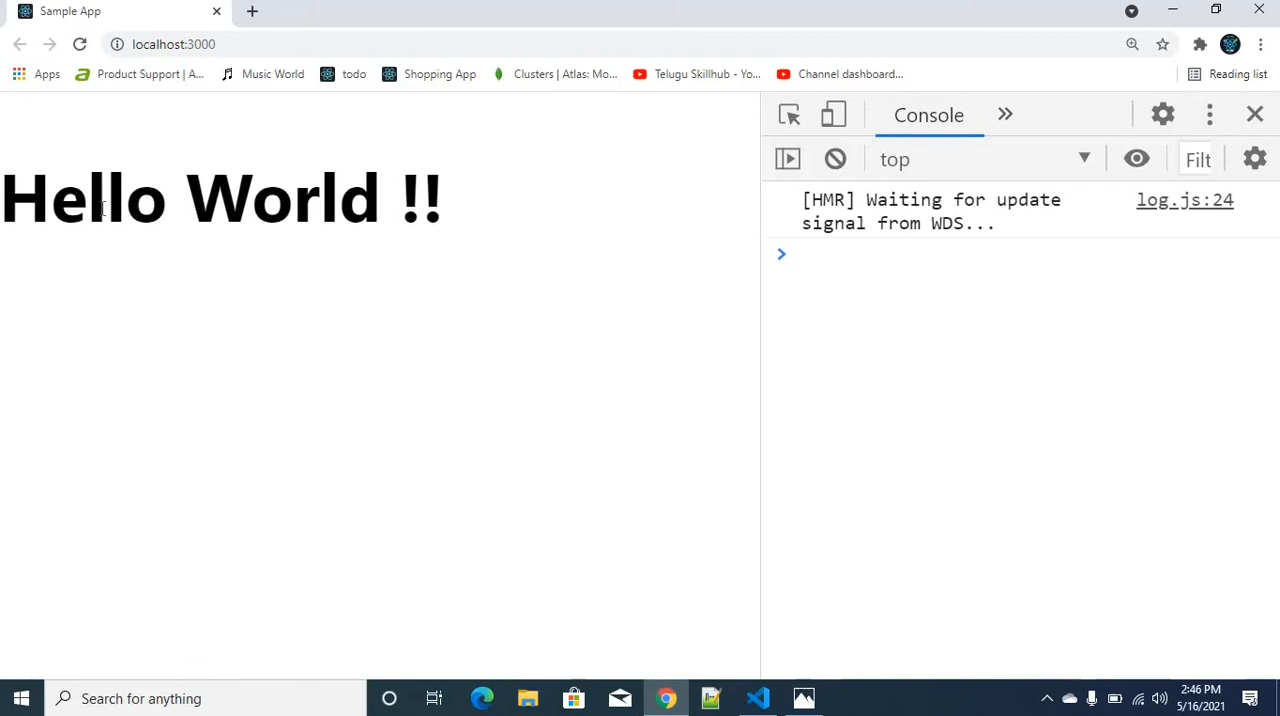 Sample App
localhost:3000
Apps Product Support | A... Music World todo Shopping App Clusters | Atlas: Mo... Telugu Skillhub - Yo... Channel dashboard... Reading list
Console
top Filt
Hello World !!
[HMR] Waiting for update log.js:24
signal from WDS...
Search for anything
2:46 PM
5/16/2021